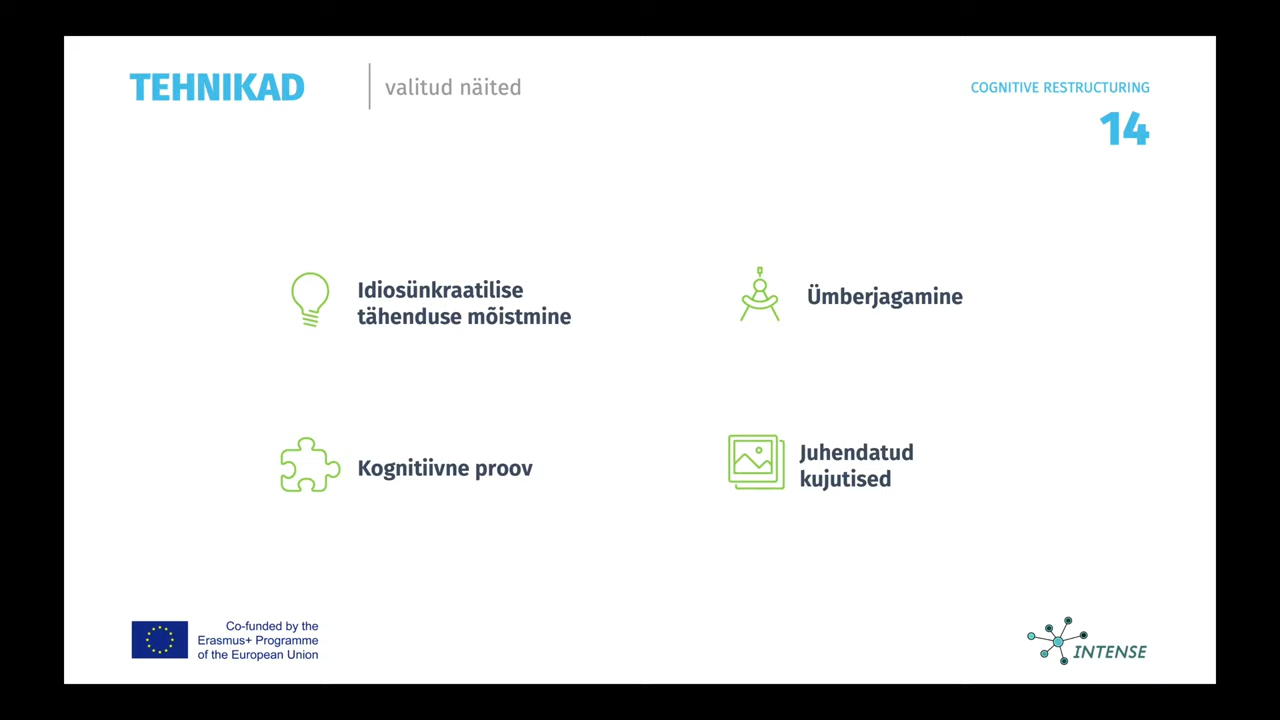 TEHNIKAD
valitud näited
COGNITIVE RESTRUCTURING
14
Idiosünkraatilise
tähenduse mõistmine
Ümberjagamine
Kognitiivne proov
Juhendatud
kujutised
Co-funded by the
Erasmus+ Programme
of the European Union
INTENSE